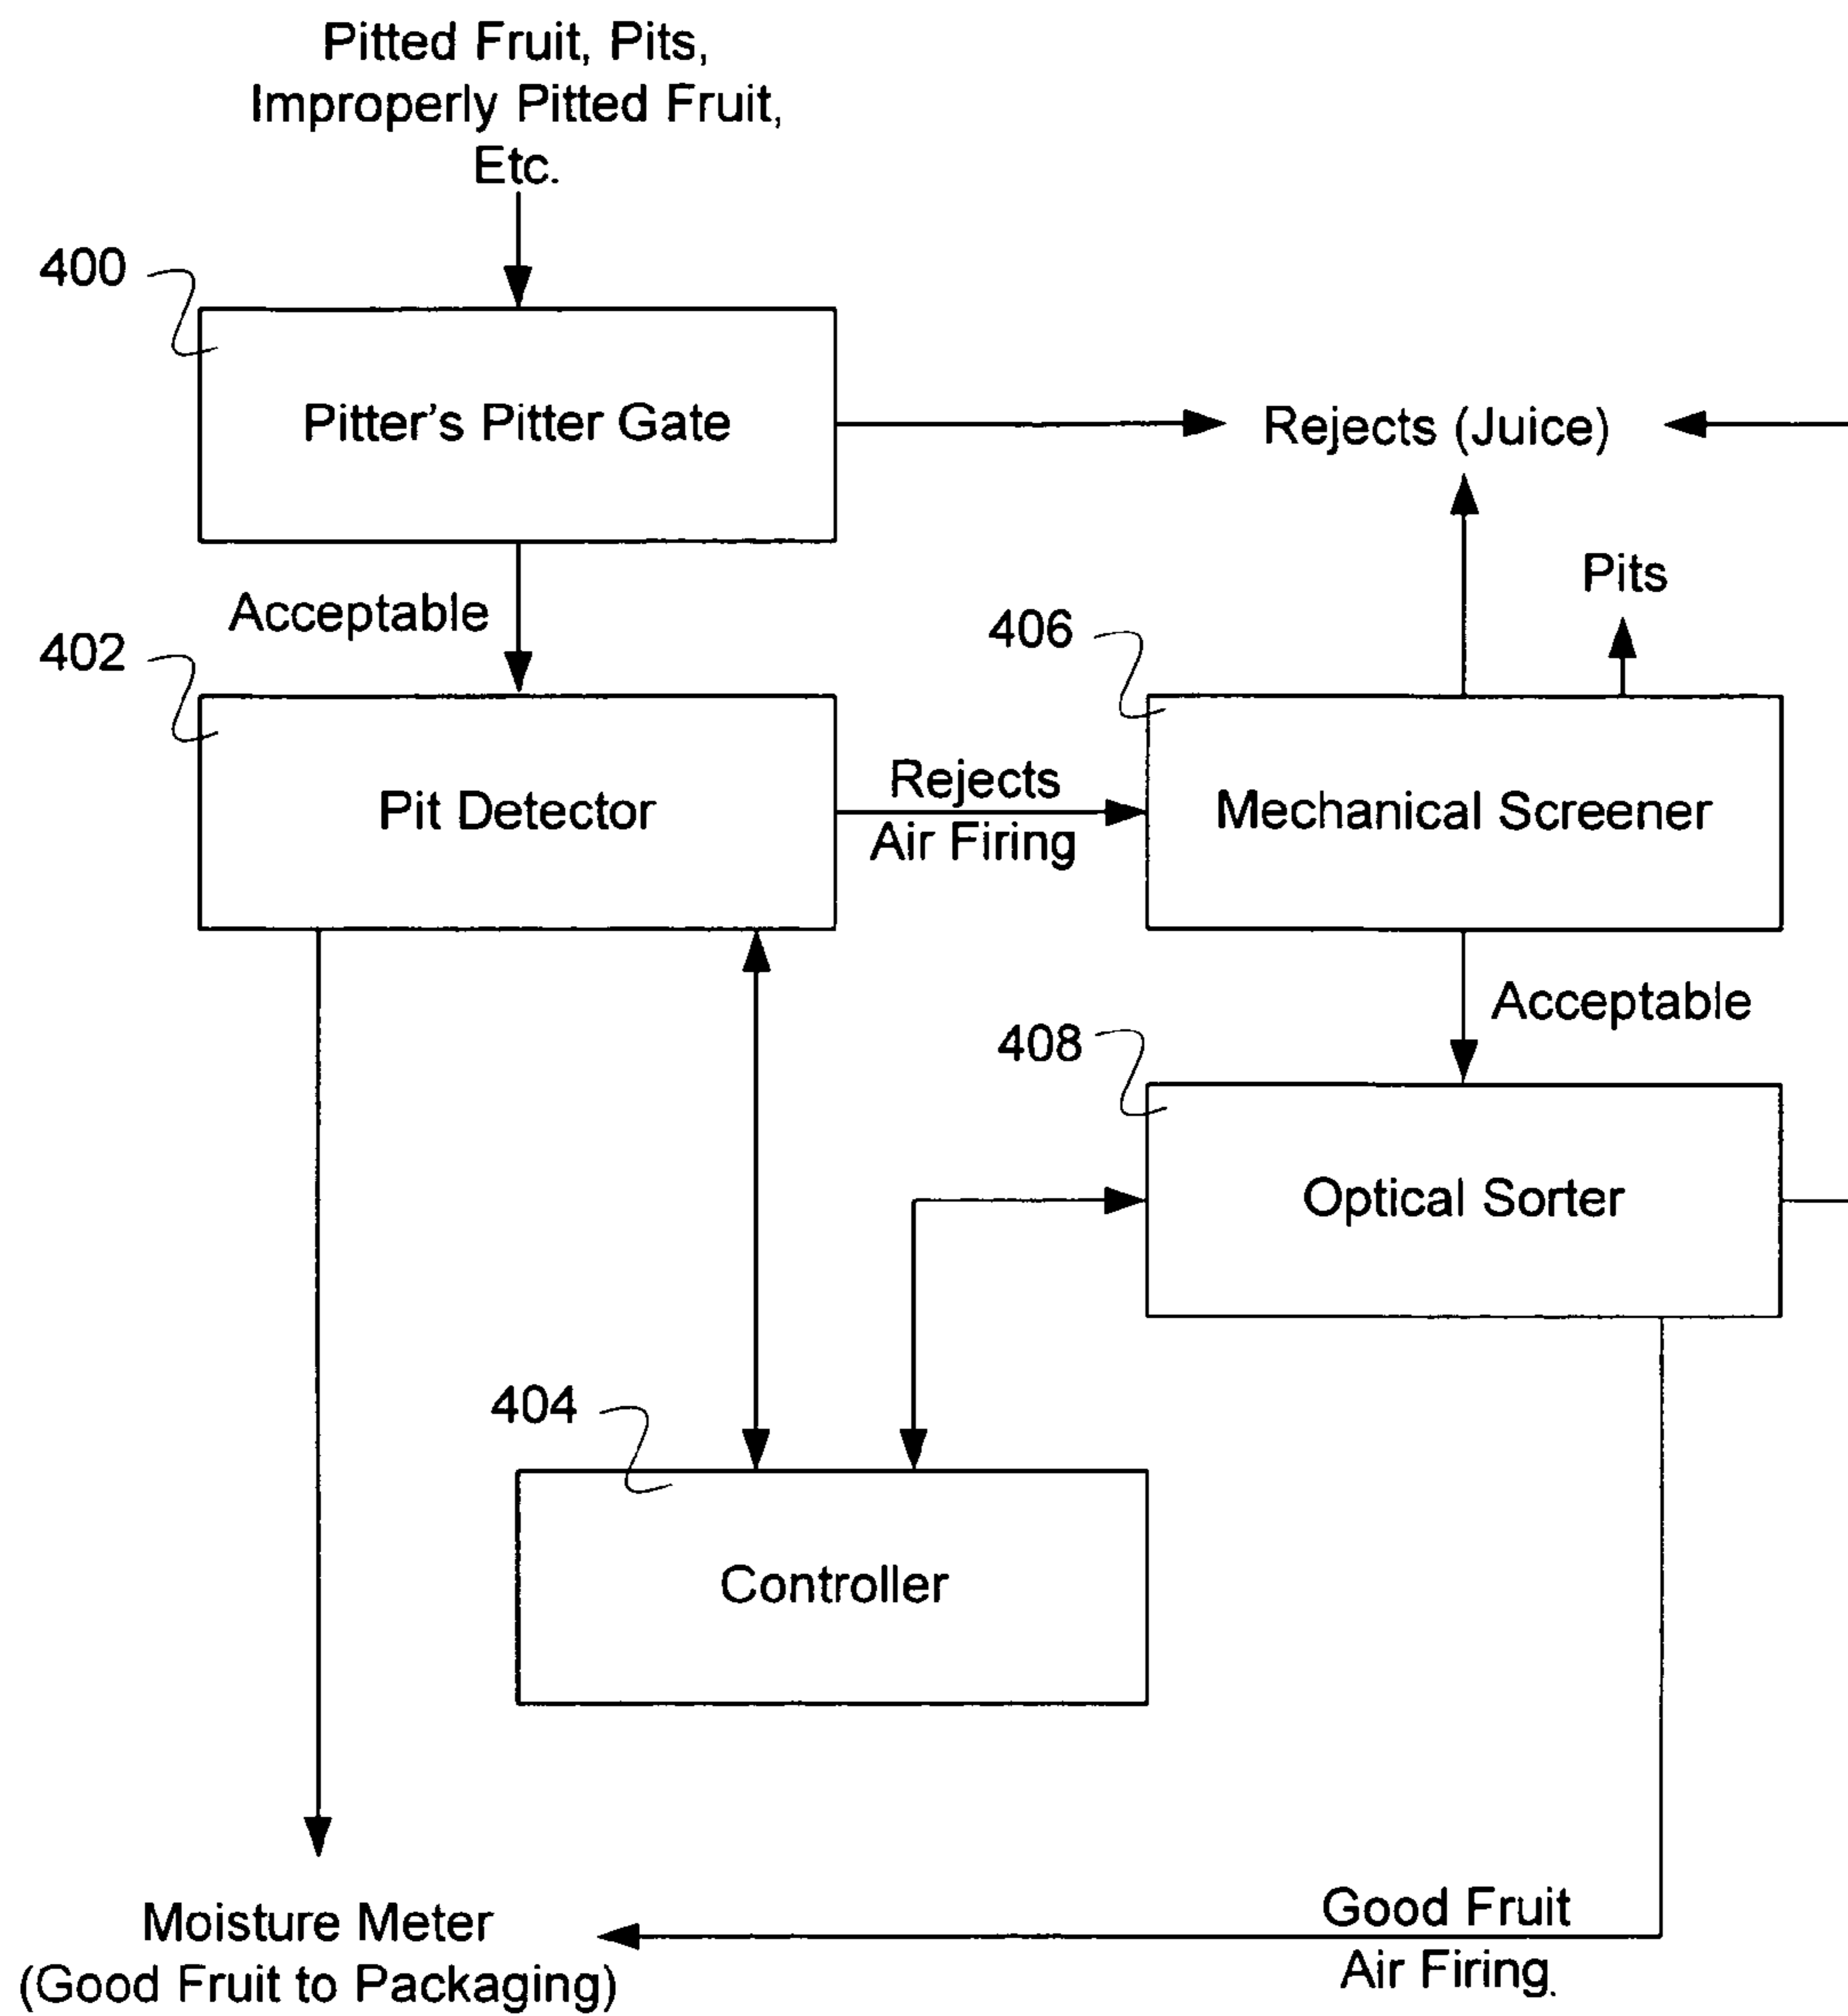 Pitted Fruit, Pits,
Improperly Pitted Fruit,
Etc.
400
Pitter's Pitter Gate
Rejects (Juice)
Acceptable
Pits
402
406
Pit Detector
Rejects
Air Firing
Mechanical Screener
Acceptable
408
Optical Sorter
404
Controller
Moisture Meter
(Good Fruit to Packaging)
Good Fruit
Air Firing